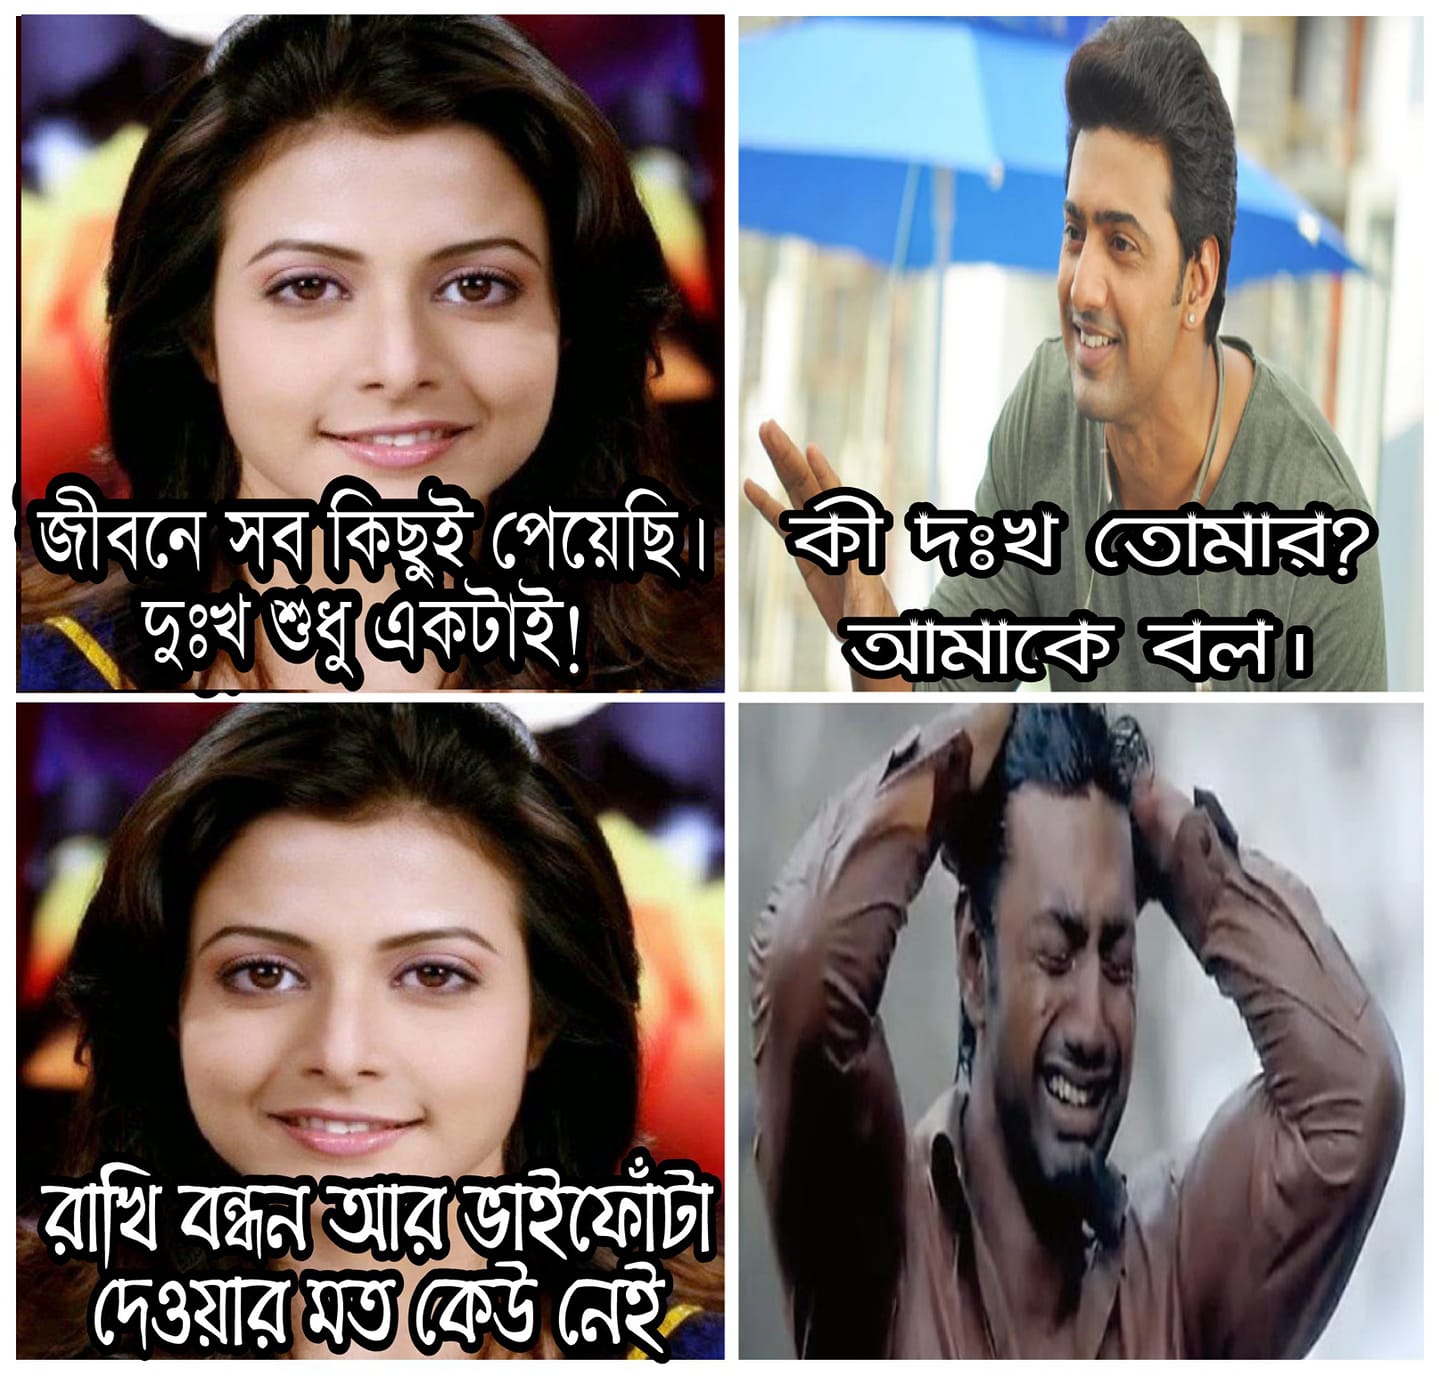 জীবনে সব কিছুই পেয়েছি।
দুঃখ শুধু একটাই!
কী দঃখ তোমার?
আমাকে বল।
রাখি বন্ধন আর ভাইফোঁটা
দেওয়ার মত কেউ নেই